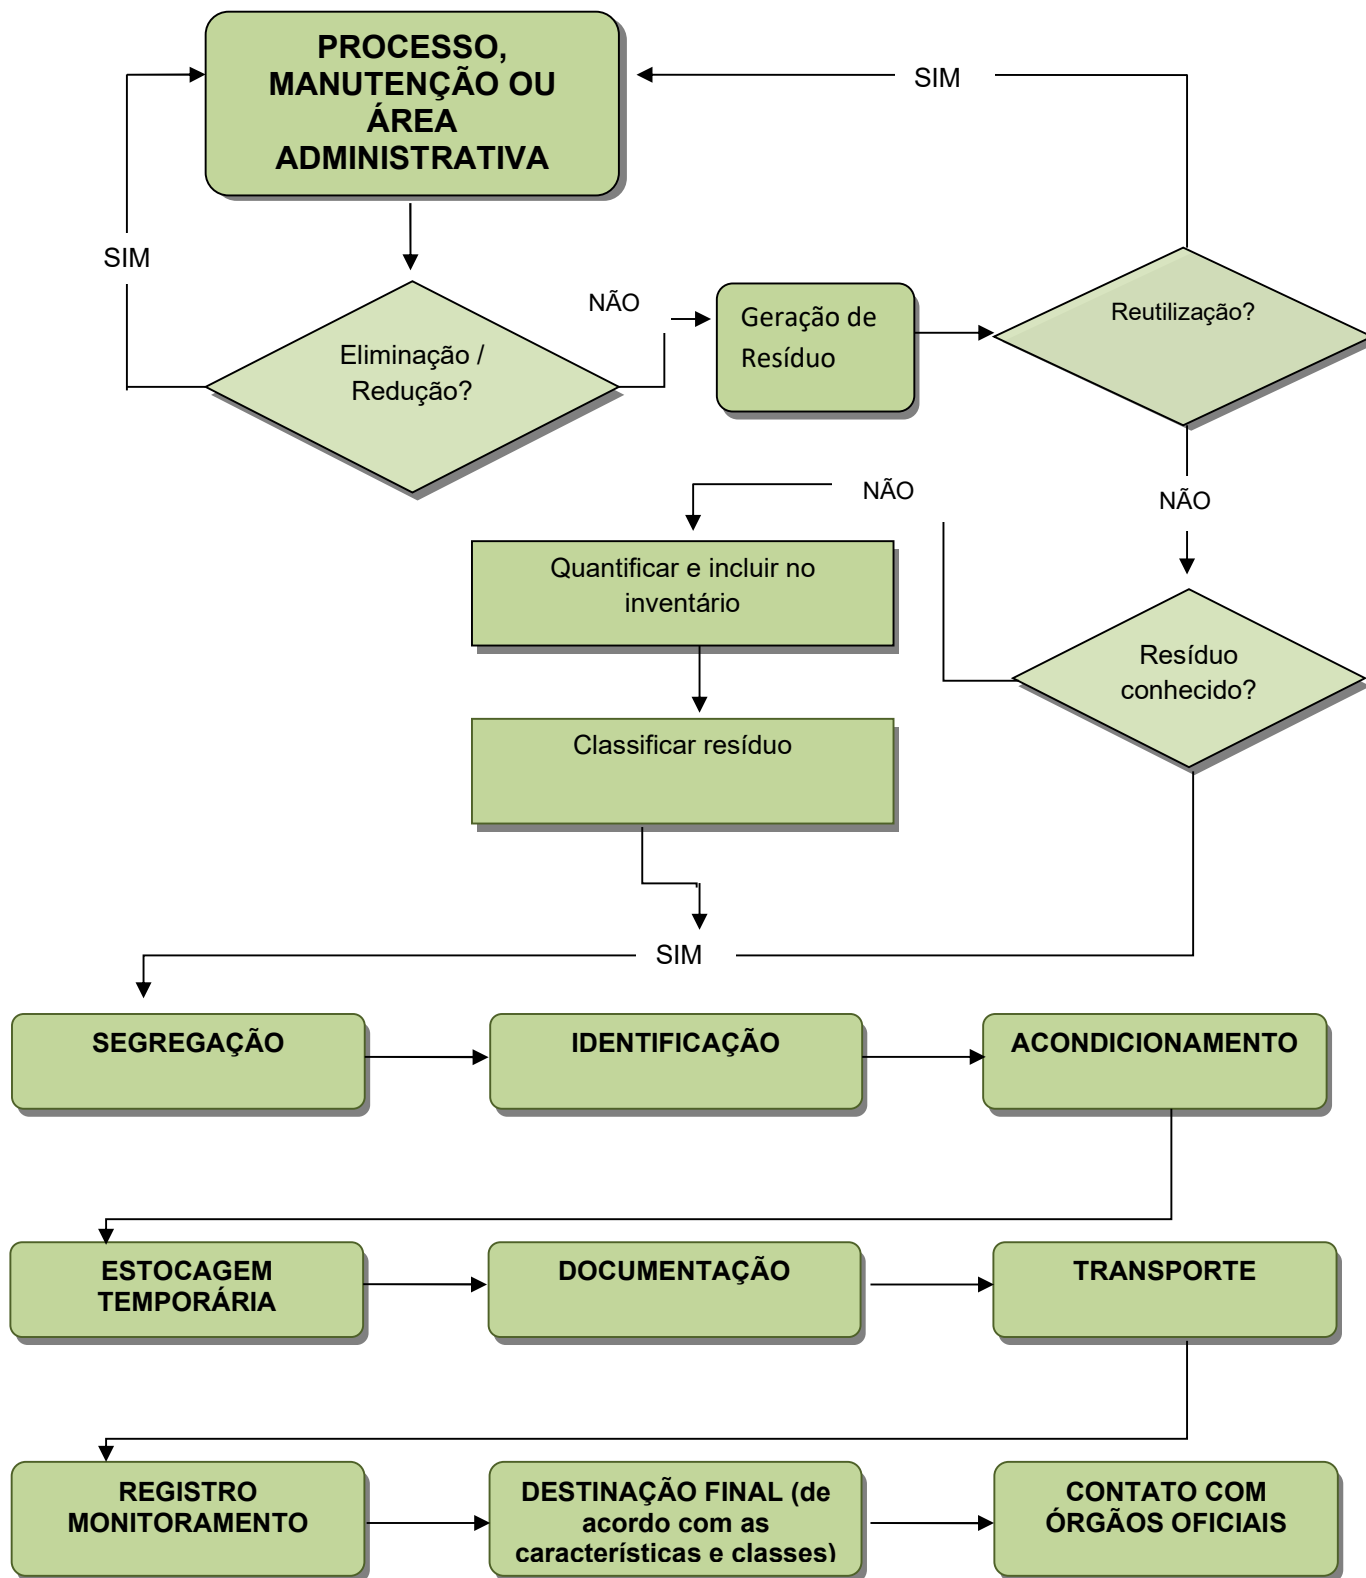 PROCESSO,
MANUTENÇÃO OU
ÁREA
ADMINISTRATIVA
SIM
SIM
Eliminação /
Redução?
NÃO
Geração de
Resíduo
Reutilização?
NÃO
NÃO
Quantificar e incluir no
inventário
Resíduo
conhecido?
Classificar resíduo
SIM
SEGREGAÇÃO
IDENTIFICAÇÃO
ACONDICIONAMENTO
ESTOCAGEM
TEMPORÁRIA
DOCUMENTAÇÃO
TRANSPORTE
REGISTRO
MONITORAMENTO
DESTINAÇÃO FINAL (de
acordo com as
características e classes)
CONTATO COM
ÓRGÃOS OFICIAIS